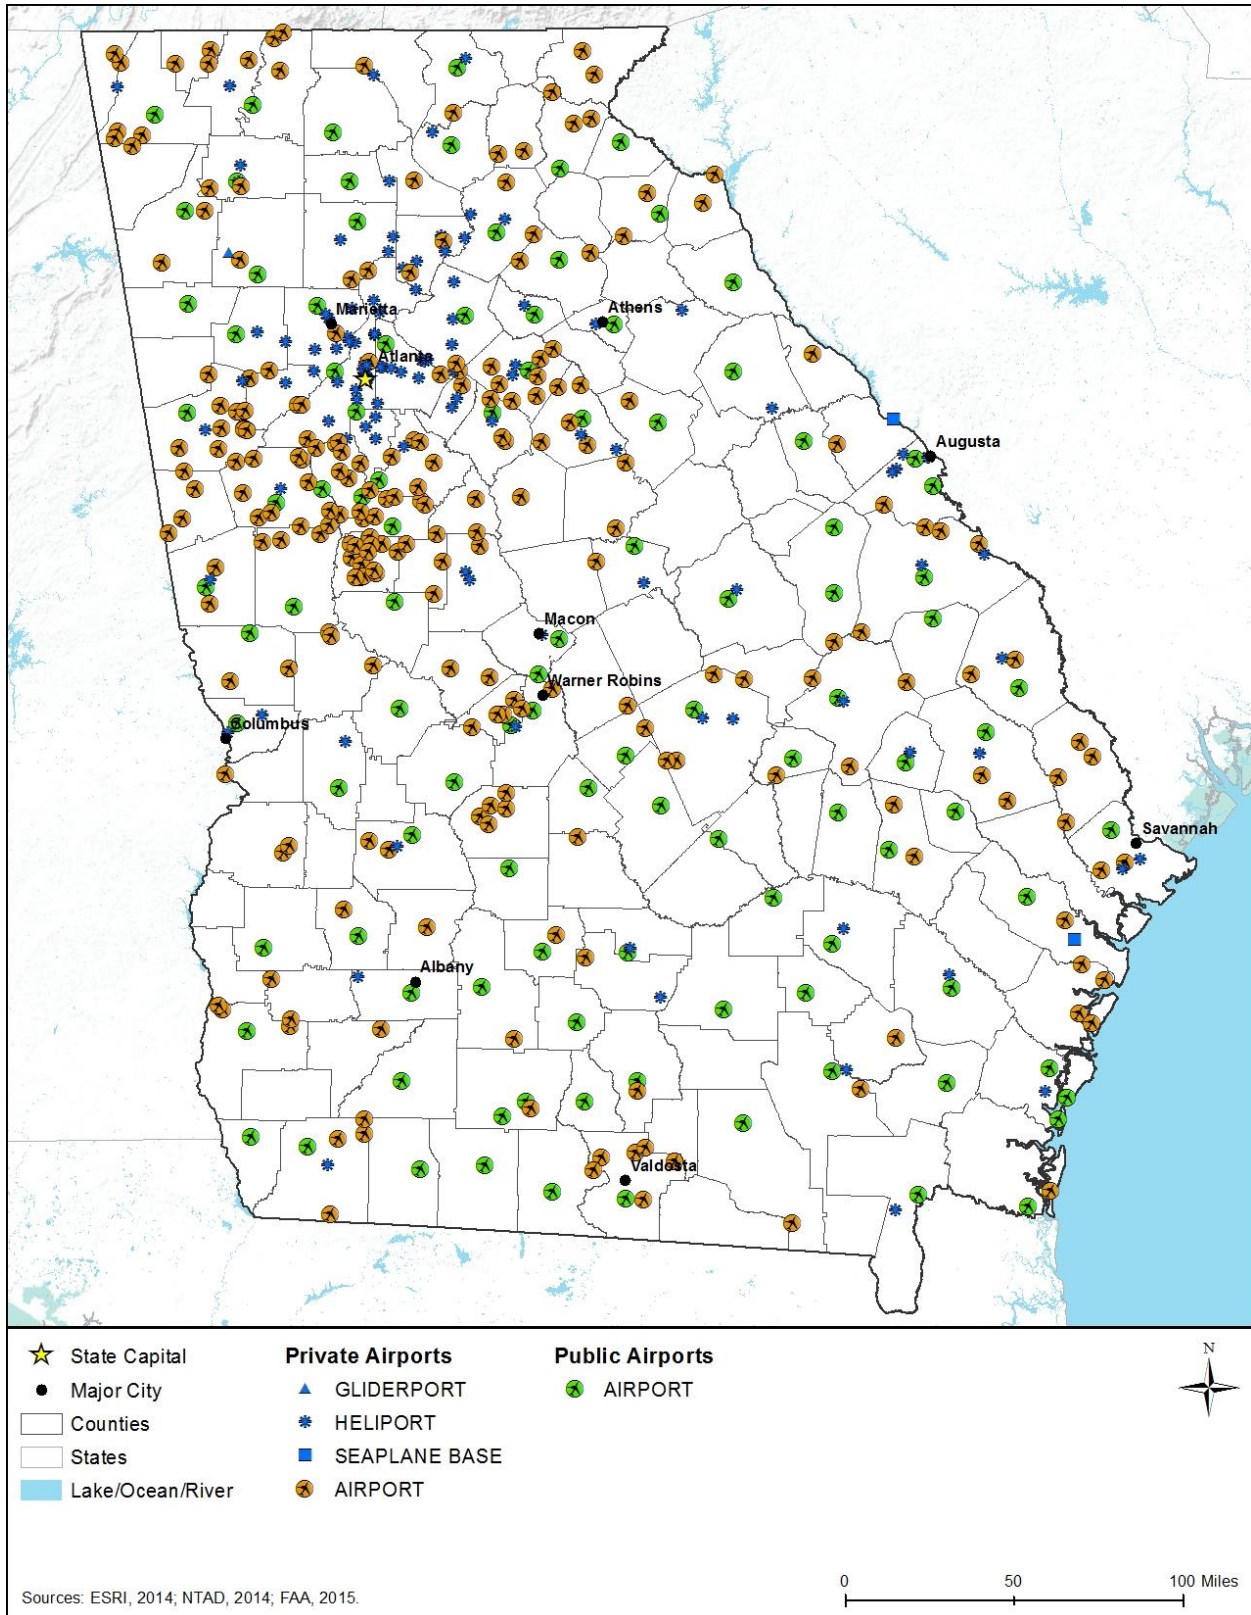 Marietta
Athens
Atlanta
Augusta
Macon
Warner Robins
Columbus
Savannah
Albany
Valdosta
State Capital
Major City
Counties
States
Lake/Ocean/River
Private Airports
GLIDERPORT
HELIPORT
SEAPLANE BASE
AIRPORT
Public Airports
AIRPORT
N
0 50 100 Miles
Sources: ESRI, 2014; NTAD, 2014; FAA, 2015.